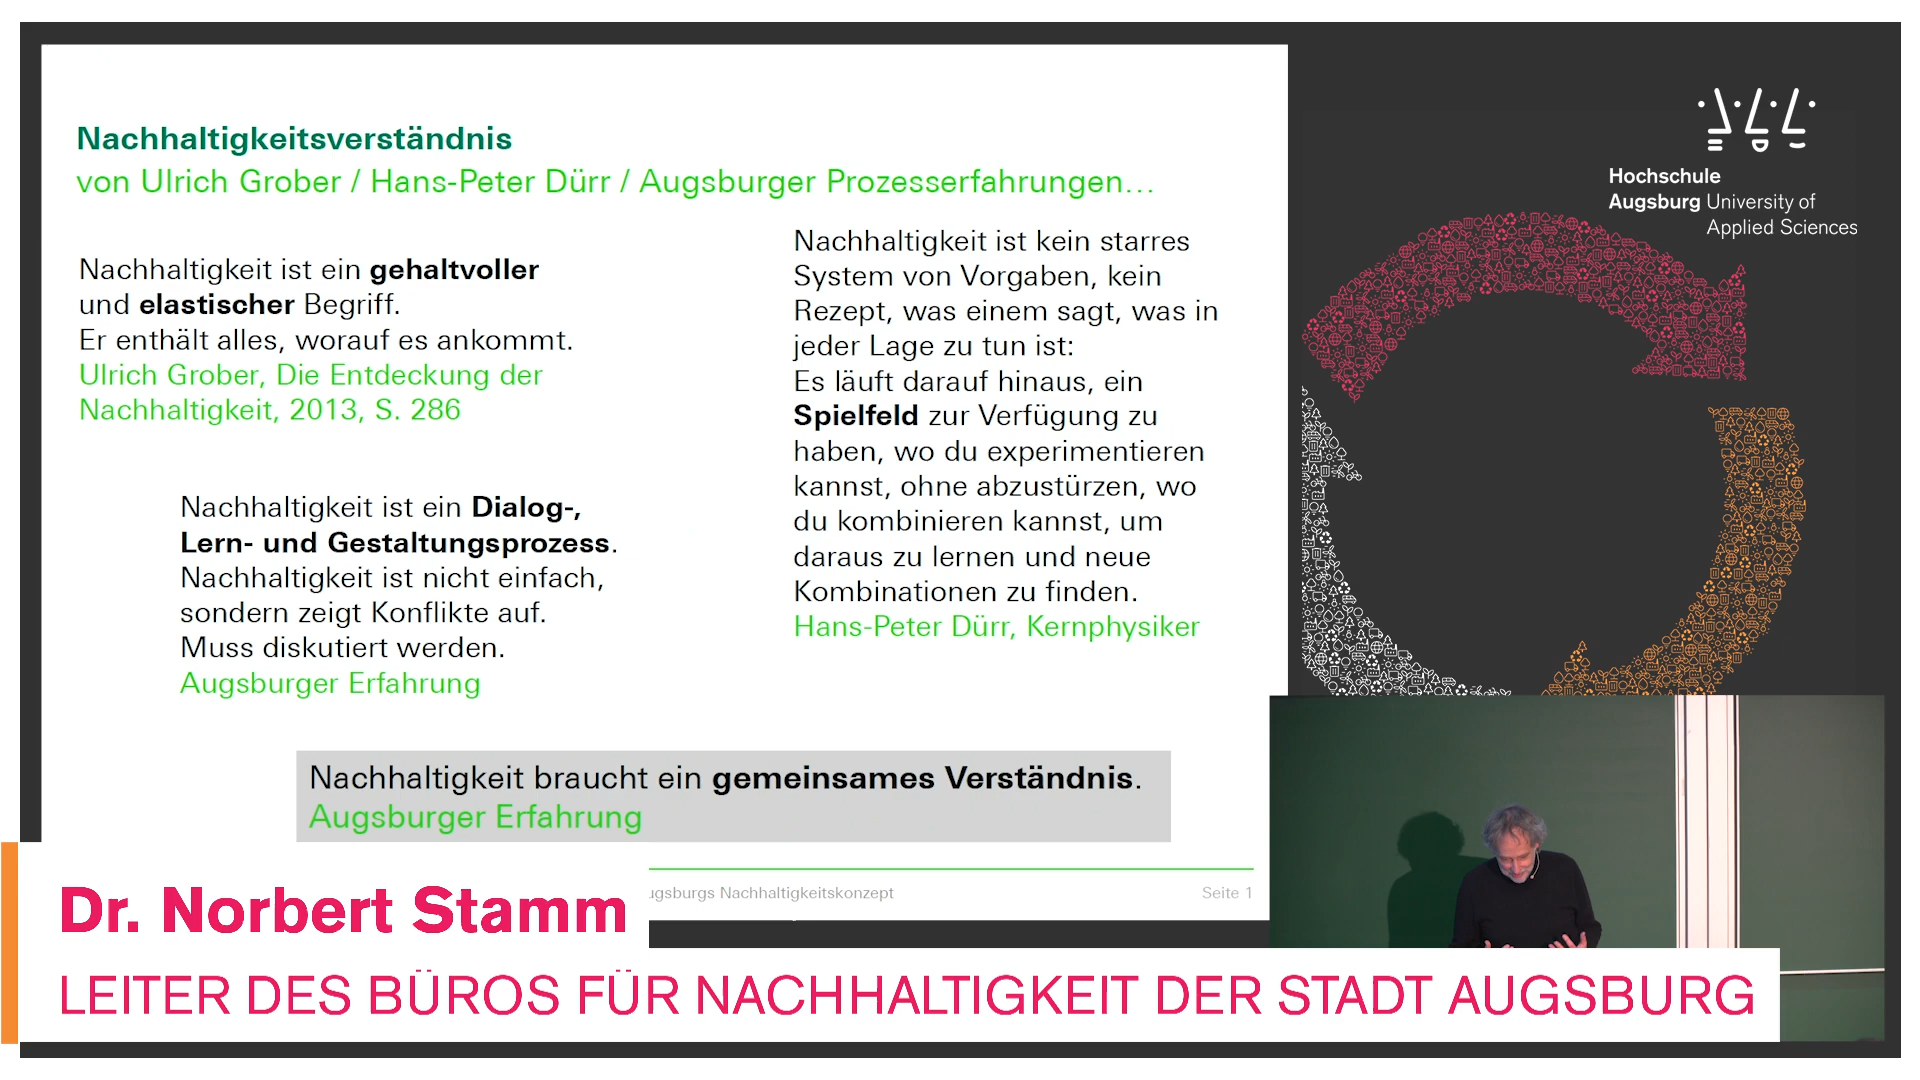 Nachhaltigkeitsverständnis
von Ulrich Grober / Hans-Peter Dürr / Augsburger Prozesserfahrungen...
Nachhaltigkeit ist ein gehaltvoller
und elastischer Begriff.
Er enthält alles, worauf es ankommt.
Ulrich Grober, Die Entdeckung der
Nachhaltigkeit, 2013, S. 286
Nachhaltigkeit ist ein Dialog-,
Lern- und Gestaltungsprozess.
Nachhaltigkeit ist nicht einfach,
sondern zeigt Konflikte auf.
Muss diskutiert werden.
Augsburger Erfahrung
Nachhaltigkeit ist kein starres
System von Vorgaben, kein
Rezept, was einem sagt, was in
jeder Lage zu tun ist:
Es läuft darauf hinaus, ein
Spielfeld zur Verfügung zu
haben, wo du experimentieren
kannst, ohne abzustürzen, wo
du kombinieren kannst, um
daraus zu lernen und neue
Kombinationen zu finden.
Hans-Peter Dürr, Kernphysiker
Nachhaltigkeit braucht ein gemeinsames Verständnis.
Augsburger Erfahrung
Nachhaltigkeitskonzept
Seite 1
Hochschule
Augsburg University of
Applied Sciences
Dr. Norbert Stamm
LEITER DES BÜROS FÜR NACHHALTIGKEIT DER STADT AUGSBURG